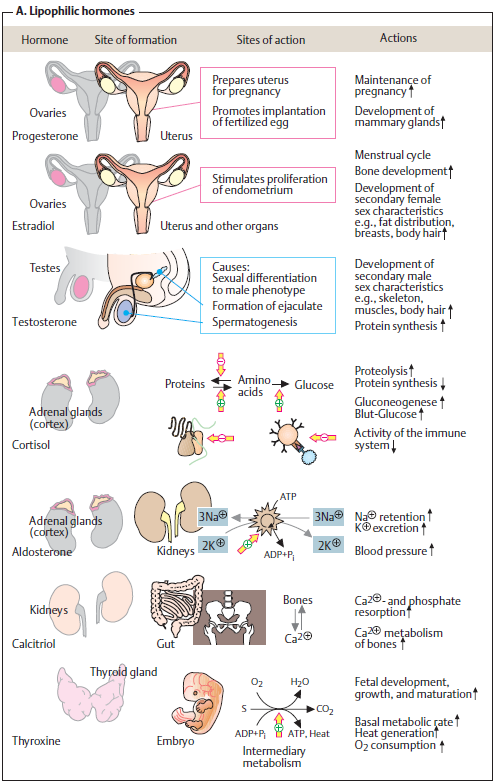 A. Lipophilic hormones
Hormone Site of formation Sites of action Actions
Ovaries
Progesterone
Uterus
Prepares uterus
for pregnancy
Promotes implantation
of fertilized egg
Maintenance of
pregnancy ↑
Development of
mammary glands ↑
Ovaries
Estradiol
Uterus and other organs
Stimulates proliferation
of endometrium
Menstrual cycle
Bone development ↑
Development of
secondary female
sex characteristics
e.g., fat distribution,
breasts, body hair ↑
Testes
Testosterone
Causes:
Sexual differentiation
to male phenotype
Formation of ejaculate
Spermatogenesis
Development of
secondary male
sex characteristics
e.g., skeleton,
muscles, body hair ↑
Protein synthesis ↑
Adrenal glands
(cortex)
Cortisol
Proteins Amino Glucose
acids
⊖
⊕ ⊕
⊖ ⊖
Proteolysis ↑
Protein synthesis ↓
Gluconeogenese ↑
Blut-Glucose ↑
Activity of the immune
system ↓
Adrenal glands
(cortex)
Aldosterone
Kidneys
ATP
3Na⊕ 3Na⊕
2K⊕ ⊕ 2K⊕
ADP+Pi
Na⊕ retention ↑
K⊕ excretion ↑
Blood pressure ↑
Kidneys
Calcitriol
Gut
Bones
Ca2⊕
Ca2⊕- and phosphate
resorption ↑
Ca2⊕ metabolism
of bones ↑
Thyroid gland
Thyroxine
Embryo
O2 H2O
S CO2
ADP+Pi ⊕ ATP, Heat
Intermediary
metabolism
Fetal development,
growth, and maturation ↑
Basal metabolic rate ↑
Heat generation ↑
O2 consumption ↑